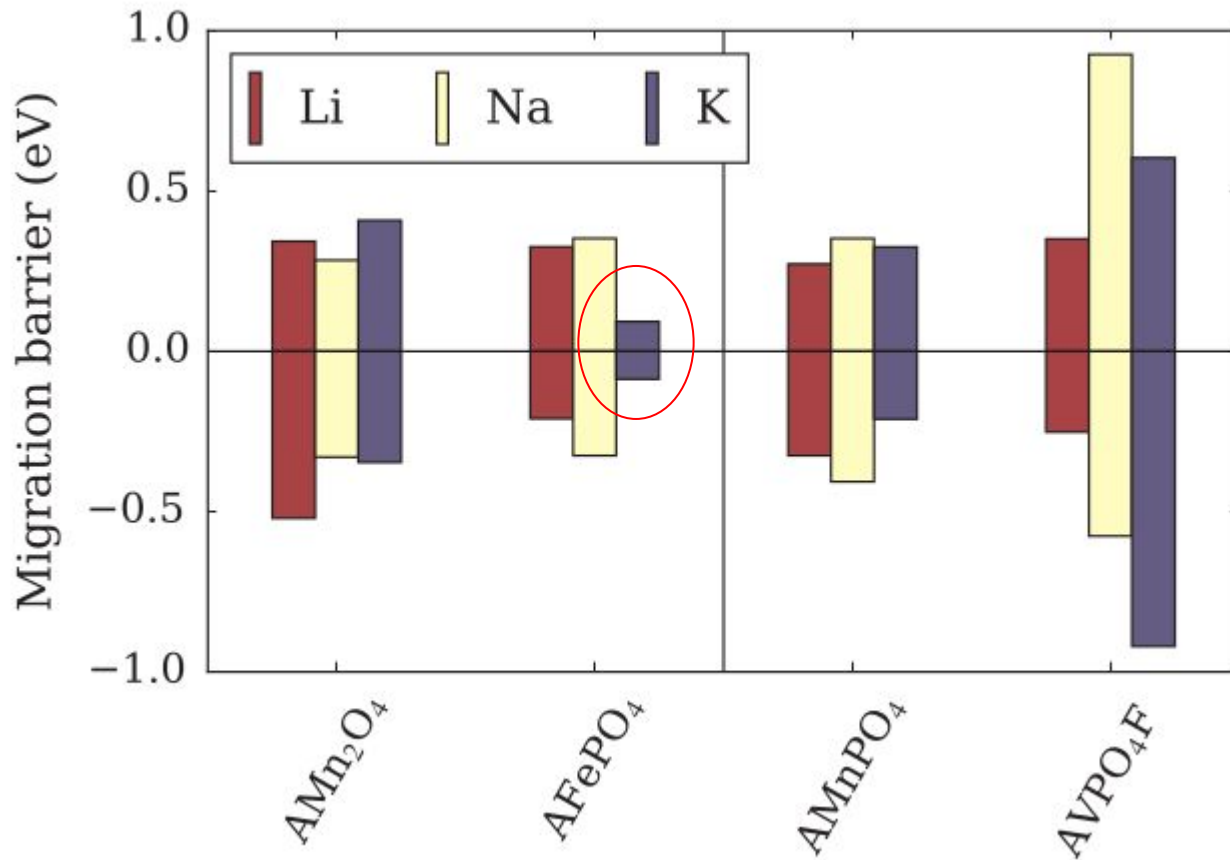 Migration barrier (eV)
1.0
0.5
0.0
−0.5
−1.0
Li Na K
AMn₂O₄
AFePO₄
AMnPO₄
AVPO₄F